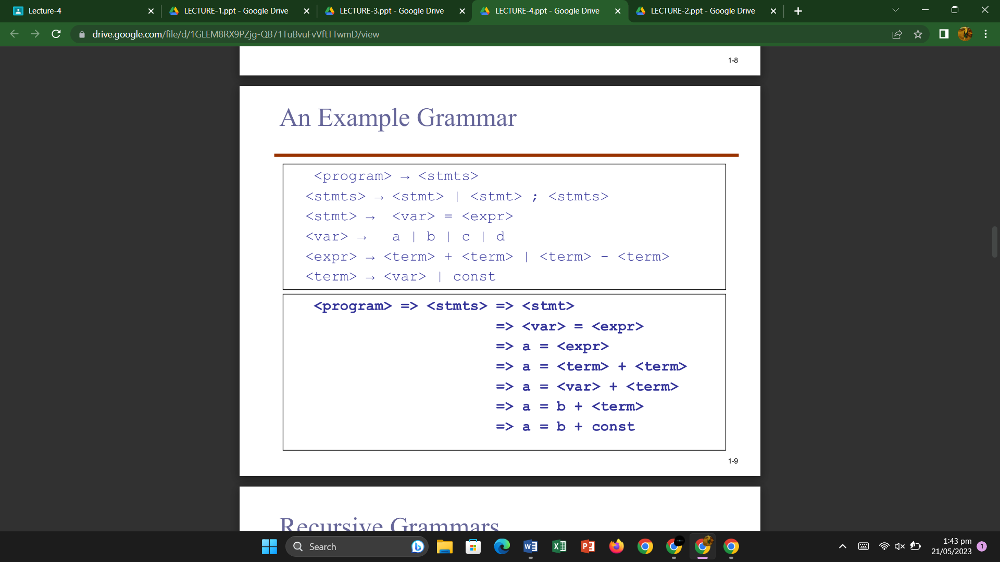 Lecture-4
LECTURE-1.ppt - Google Drive
LECTURE-3.ppt - Google Drive
LECTURE-4.ppt - Google Drive
LECTURE-2.ppt - Google Drive
drive.google.com/file/d/1GLEM8RX9PZjg-QB71TuBvuFvVftTTwmD/view
1-8
An Example Grammar
<program> → <stmts>
<stmts> → <stmt> | <stmt> ; <stmts>
<stmt> → <var> = <expr>
<var> → a | b | c | d
<expr> → <term> + <term> | <term> - <term>
<term> → <var> | const
<program> => <stmts> => <stmt>
=> <var> = <expr>
=> a = <expr>
=> a = <term> + <term>
=> a = <var> + <term>
=> a = b + <term>
=> a = b + const
1-9
Recursive Grammars
Search
1:43 pm
21/05/2023
1